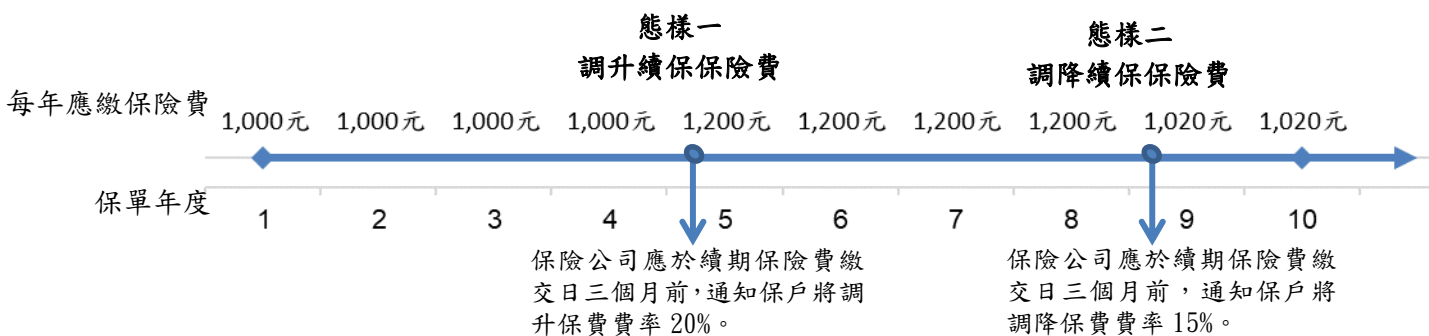 態樣一
調升續保保險費
態樣二
調降續保保險費
每年應繳保險費
1,000元 1,000元 1,000元 1,000元 1,200元 1,200元 1,200元 1,200元 1,020元 1,020元
保單年度
1 2 3 4 5 6 7 8 9 10
保險公司應於續期保險費繳
交日三個月前,通知保戶將調
升保費費率 20%。
保險公司應於續期保險費繳
交日三個月前,通知保戶將
調降保費費率 15%。